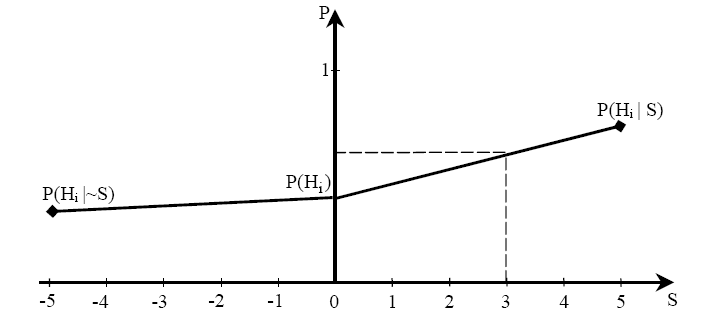 P
1
P(Hi | S)
P(Hi |~S)
P(Hi)
-5 -4 -3 -2 -1 0 1 2 3 4 5 S